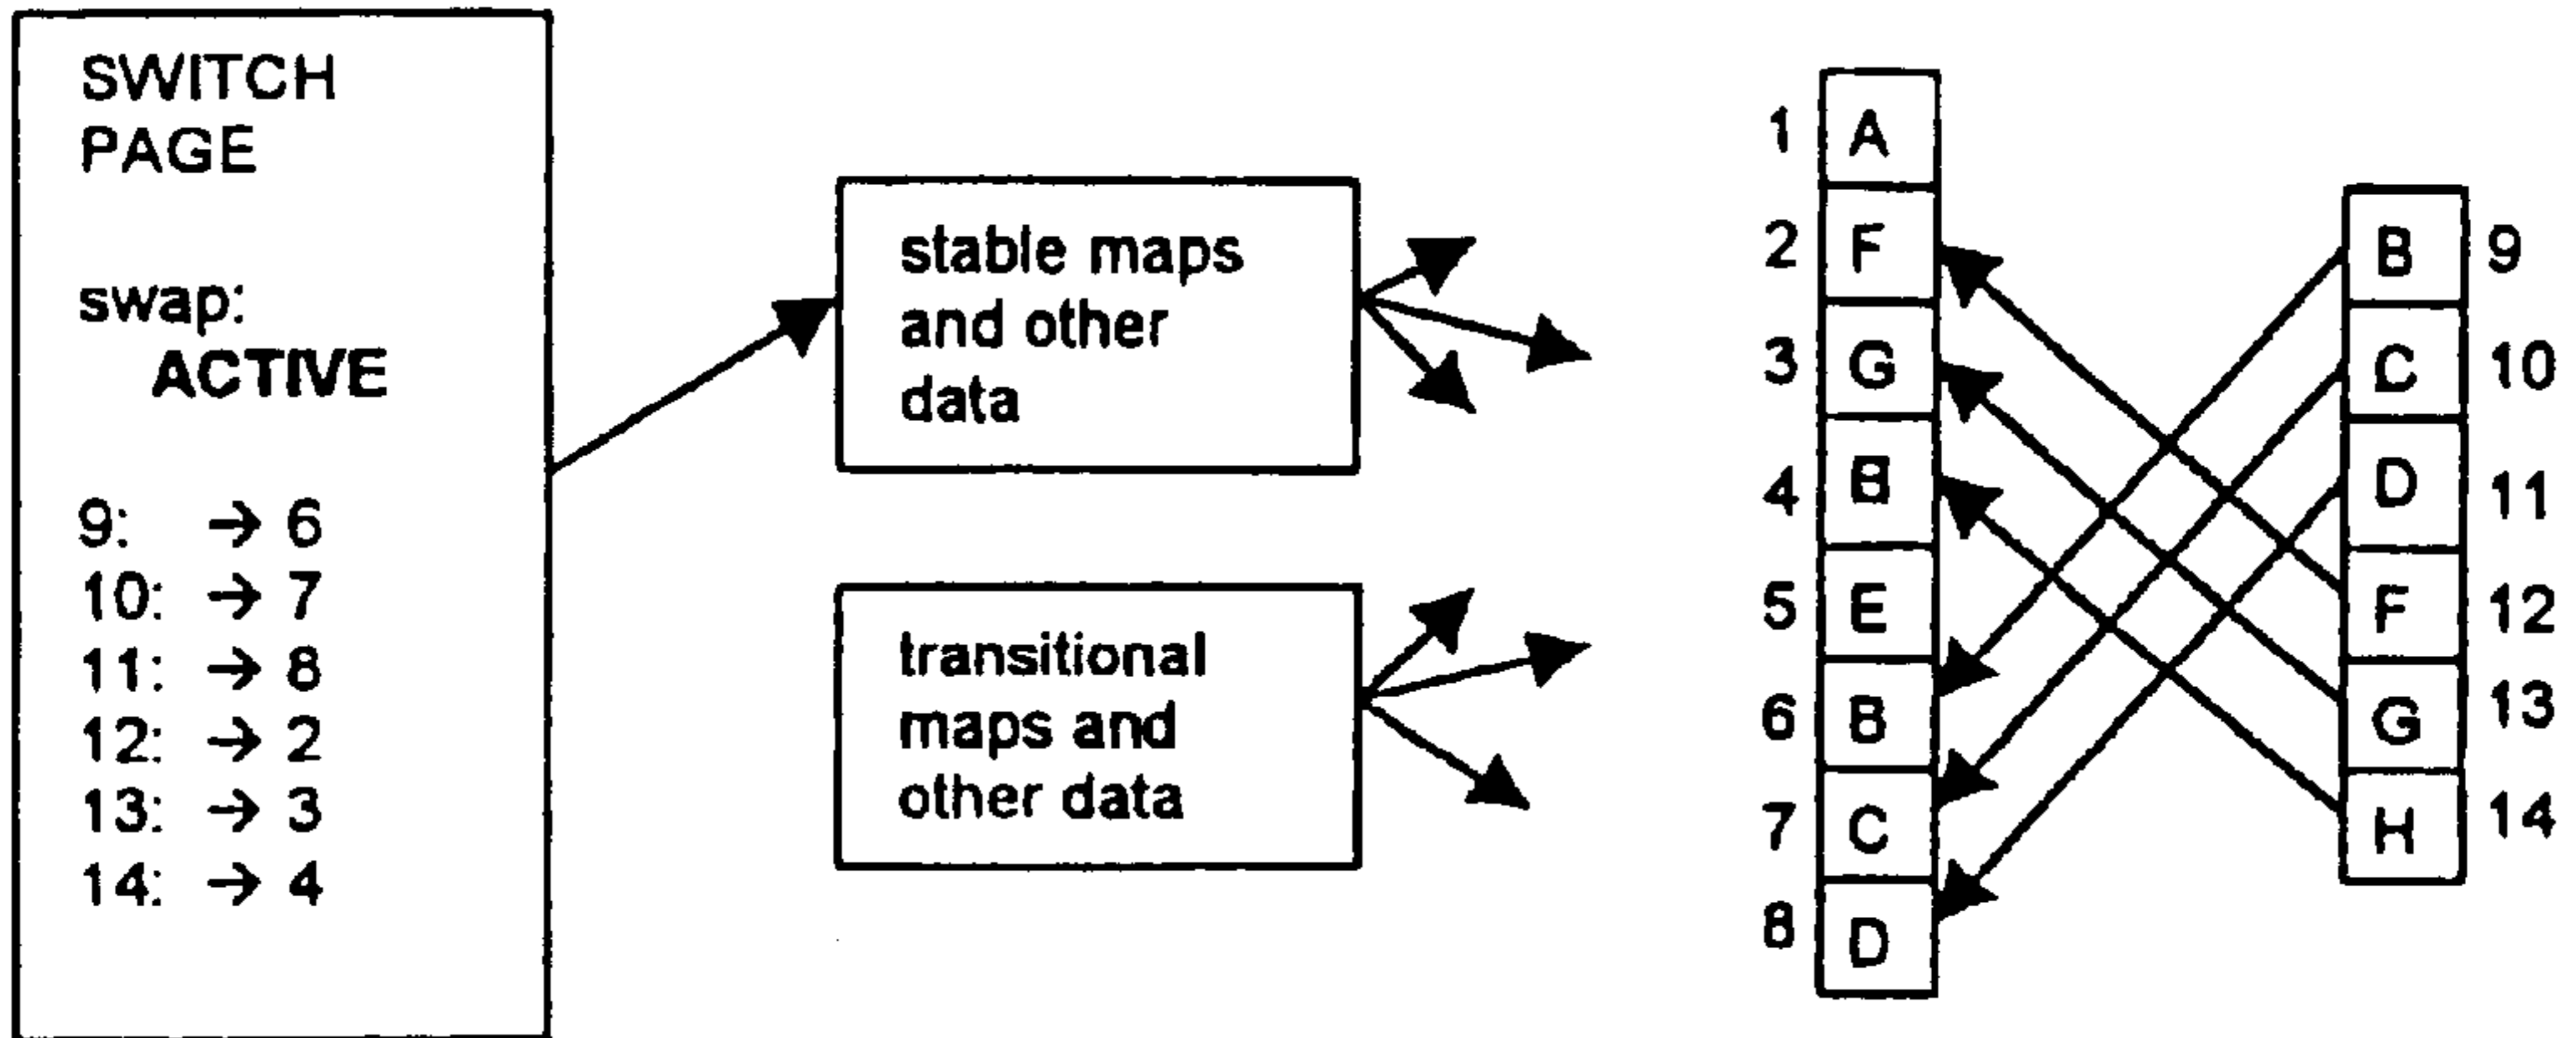 SWITCH
PAGE
swap:
ACTIVE
9: → 6
10: → 7
11: → 8
12: → 2
13: → 3
14: → 4
stable maps
and other
data
transitional
maps and
other data
1 A
2 F
3 G
4 B
5 E
6 B
7 C
8 D
B 9
C 10
D 11
F 12
G 13
H 14